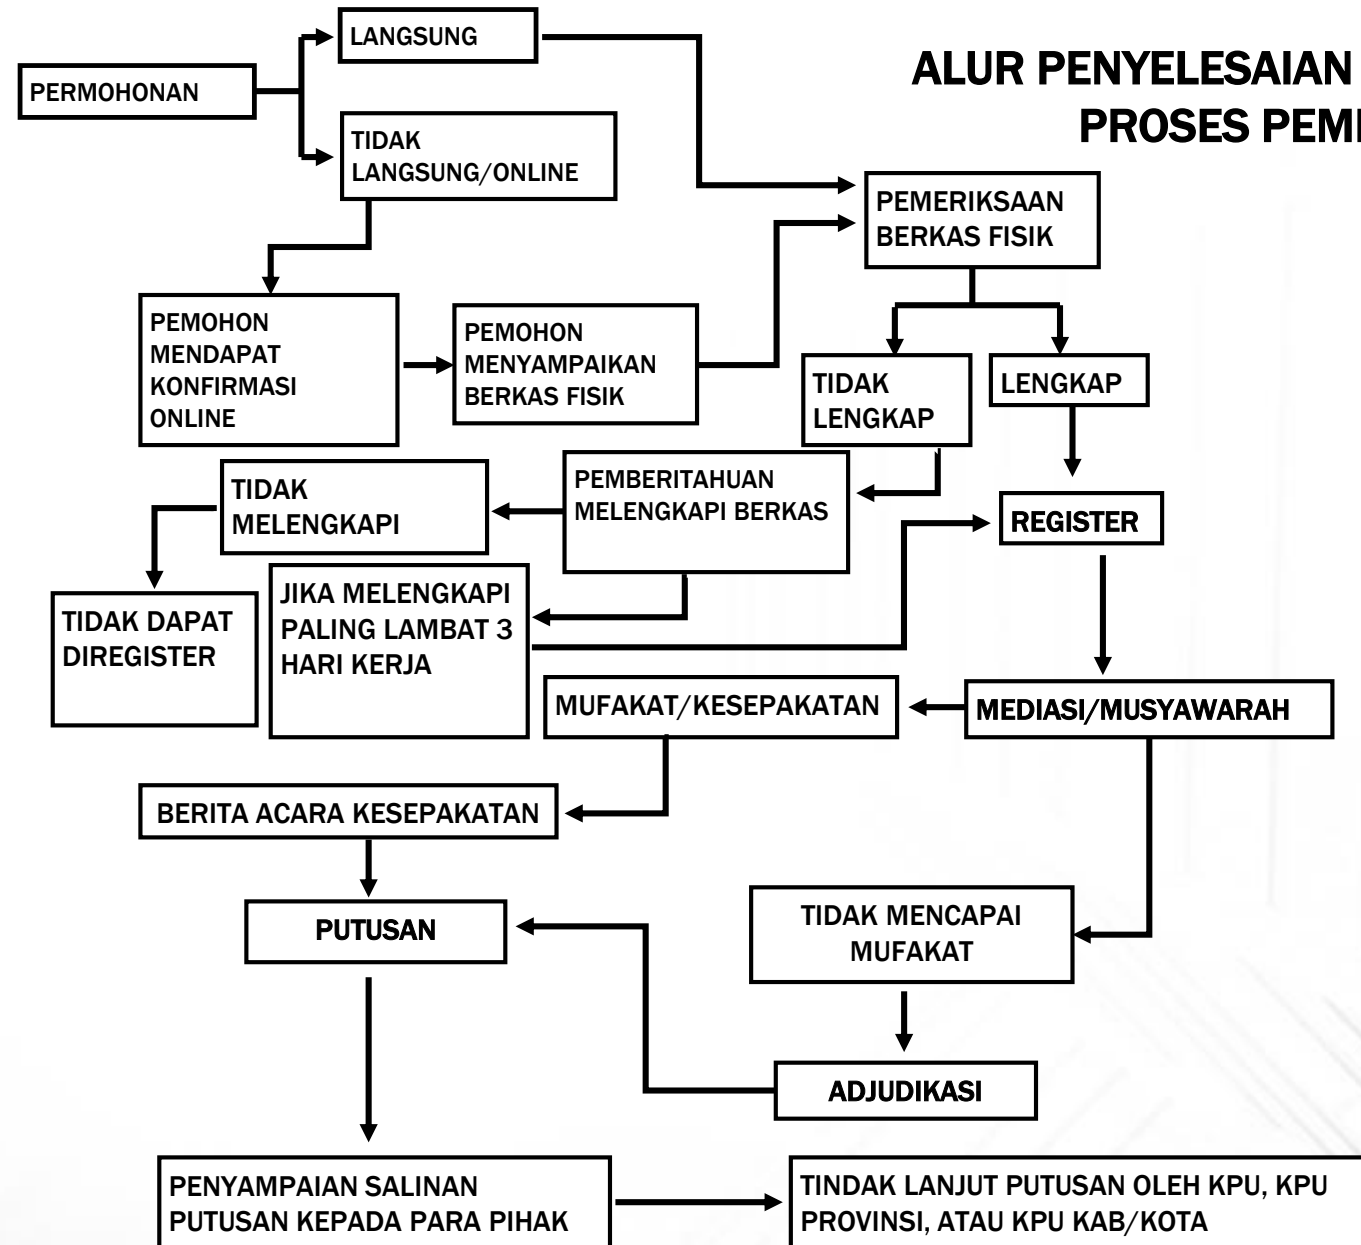 ALUR PENYELESAIAN
PROSES
PERMOHONAN
LANGSUNG
TIDAK
LANGSUNG/ONLINE
PEMERIKSAAN
BERKAS FISIK
PEMOHON
MENDAPAT
KONFIRMASI
ONLINE
PEMOHON
MENYAMPAIKAN
BERKAS FISIK
TIDAK
LENGKAP
LENGKAP
PEMBERITAHUAN
MELENGKAPI BERKAS
TIDAK
MELENGKAPI
REGISTER
TIDAK DAPAT
DIREGISTER
JIKA MELENGKAPI
PALING LAMBAT 3
HARI KERJA
MUFAKAT/KESEPAKATAN
MEDIASI/MUSYAWARAH
BERITA ACARA KESEPAKATAN
PUTUSAN
TIDAK MENCAPAI
MUFAKAT
ADJUDIKASI
PENYAMPAIAN SALINAN
PUTUSAN KEPADA PARA PIHAK
TINDAK LANJUT PUTUSAN OLEH KPU, KPU
PROVINSI, ATAU KPU KAB/KOTA